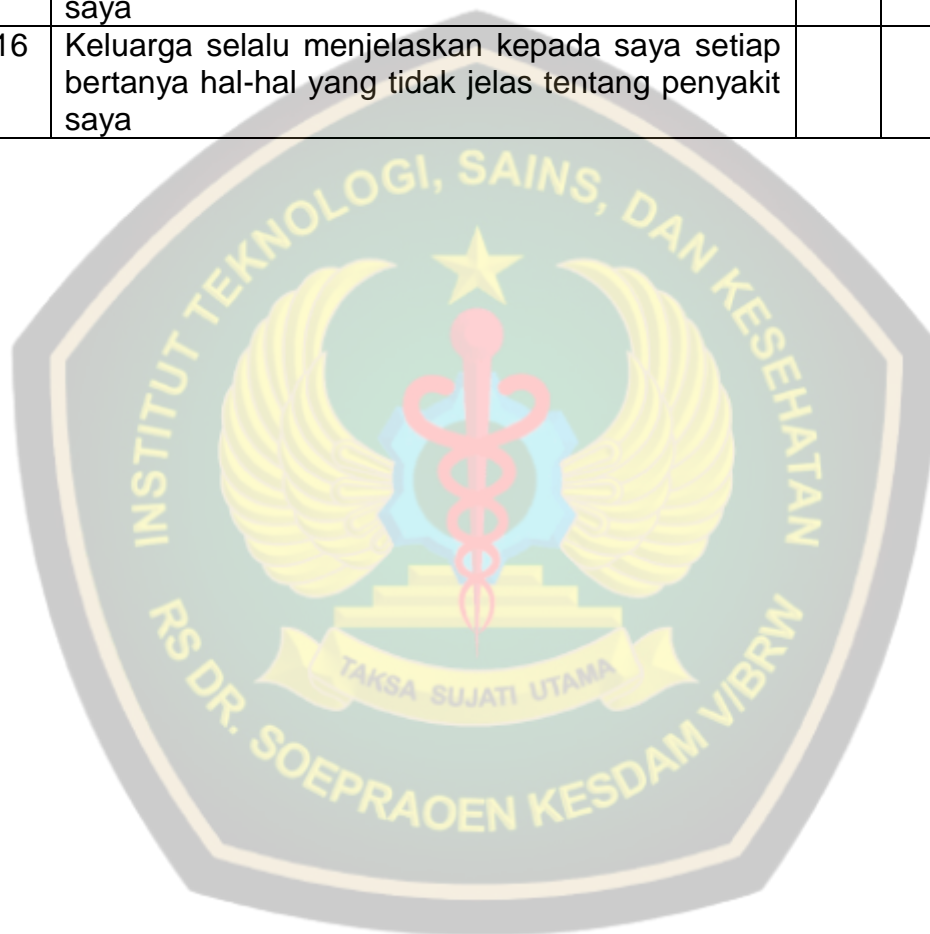 saya
16 Keluarga selalu menjelaskan kepada saya setiap
bertanya hal-hal yang tidak jelas tentang penyakit
saya
INSTITUT TEKNOLOGI, SAINS, DAN KESEHATAN
TAKSA SUJATI UTAMA
RS DR. SOEPRAOEN KESDAM V/BRW